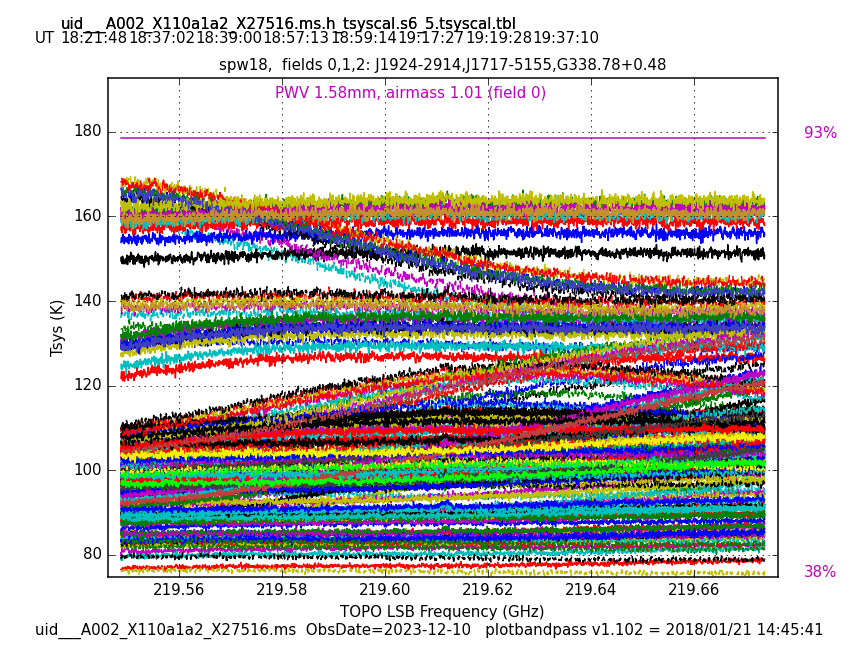 uid___A002_X110a1a2_X27516.ms.h_tsyscal.s6_5.tsyscal.tbl
UT 18:21:48 18:37:02 18:39:00 18:57:13 18:59:14 19:17:27 19:19:28 19:37:10
spw18, fields 0,1,2: J1924-2914,J1717-5155,G338.78+0.48
PWV 1.58mm, airmass 1.01 (field 0)
93%
180
160
140
120
100
80
Tsys (K)
38%
219.56 219.58 219.60 219.62 219.64 219.66
TOPO LSB Frequency (GHz)
uid___A002_X110a1a2_X27516.ms ObsDate=2023-12-10 plotbandpass v1.102 = 2018/01/21 14:45:41